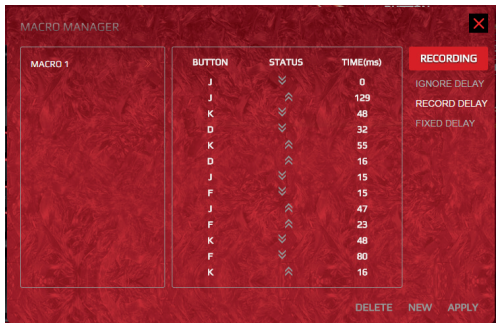 MACRO MANAGER
MACRO 1
BUTTON STATUS TIME(ms)
J 0
J 129
K 48
D 32
K 55
D 16
J 15
F 15
J 47
F 23
K 48
F 80
K 16
RECORDING
IGNORE DELAY
RECORD DELAY
FIXED DELAY
DELETE NEW APPLY